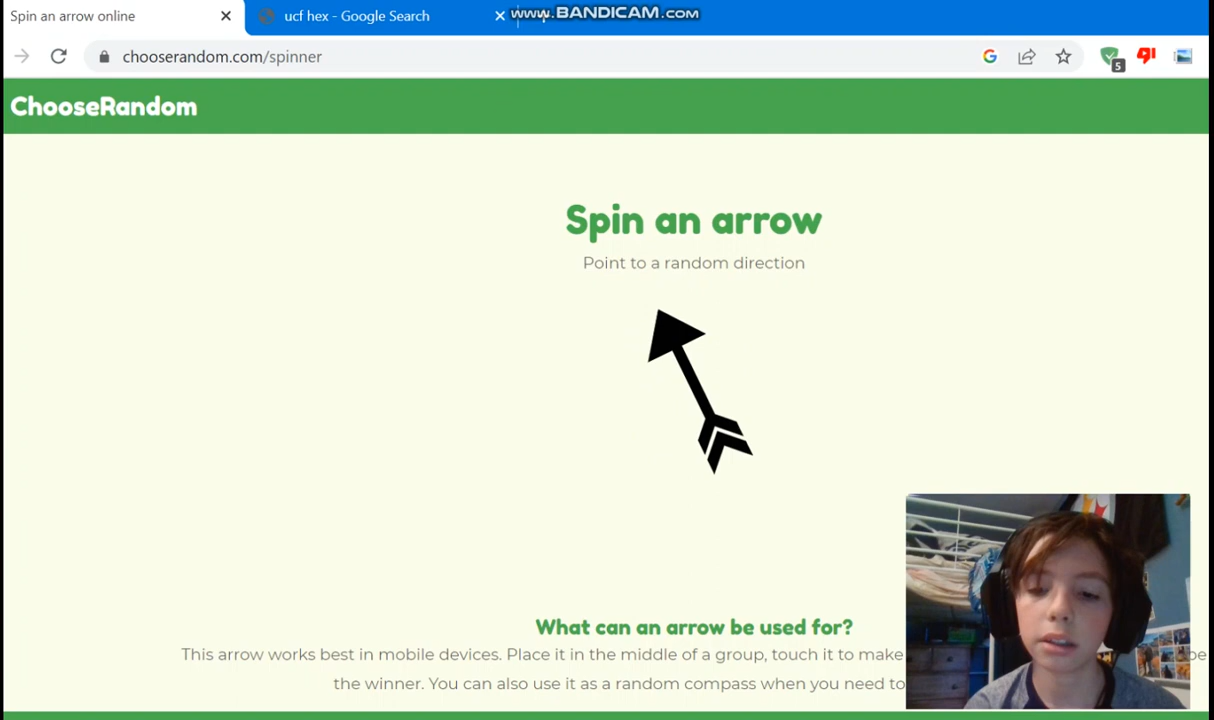 Spin an arrow online
ucf hex - Google Search
www.BANDICAM.com
chooserandom.com/spinner
5
ChooseRandom
Spin an arrow
Point to a random direction
What can an arrow be used for?
This arrow works best in mobile devices. Place it in the middle of a group, touch it to make be
the winner. You can also use it as a random compass when you need to